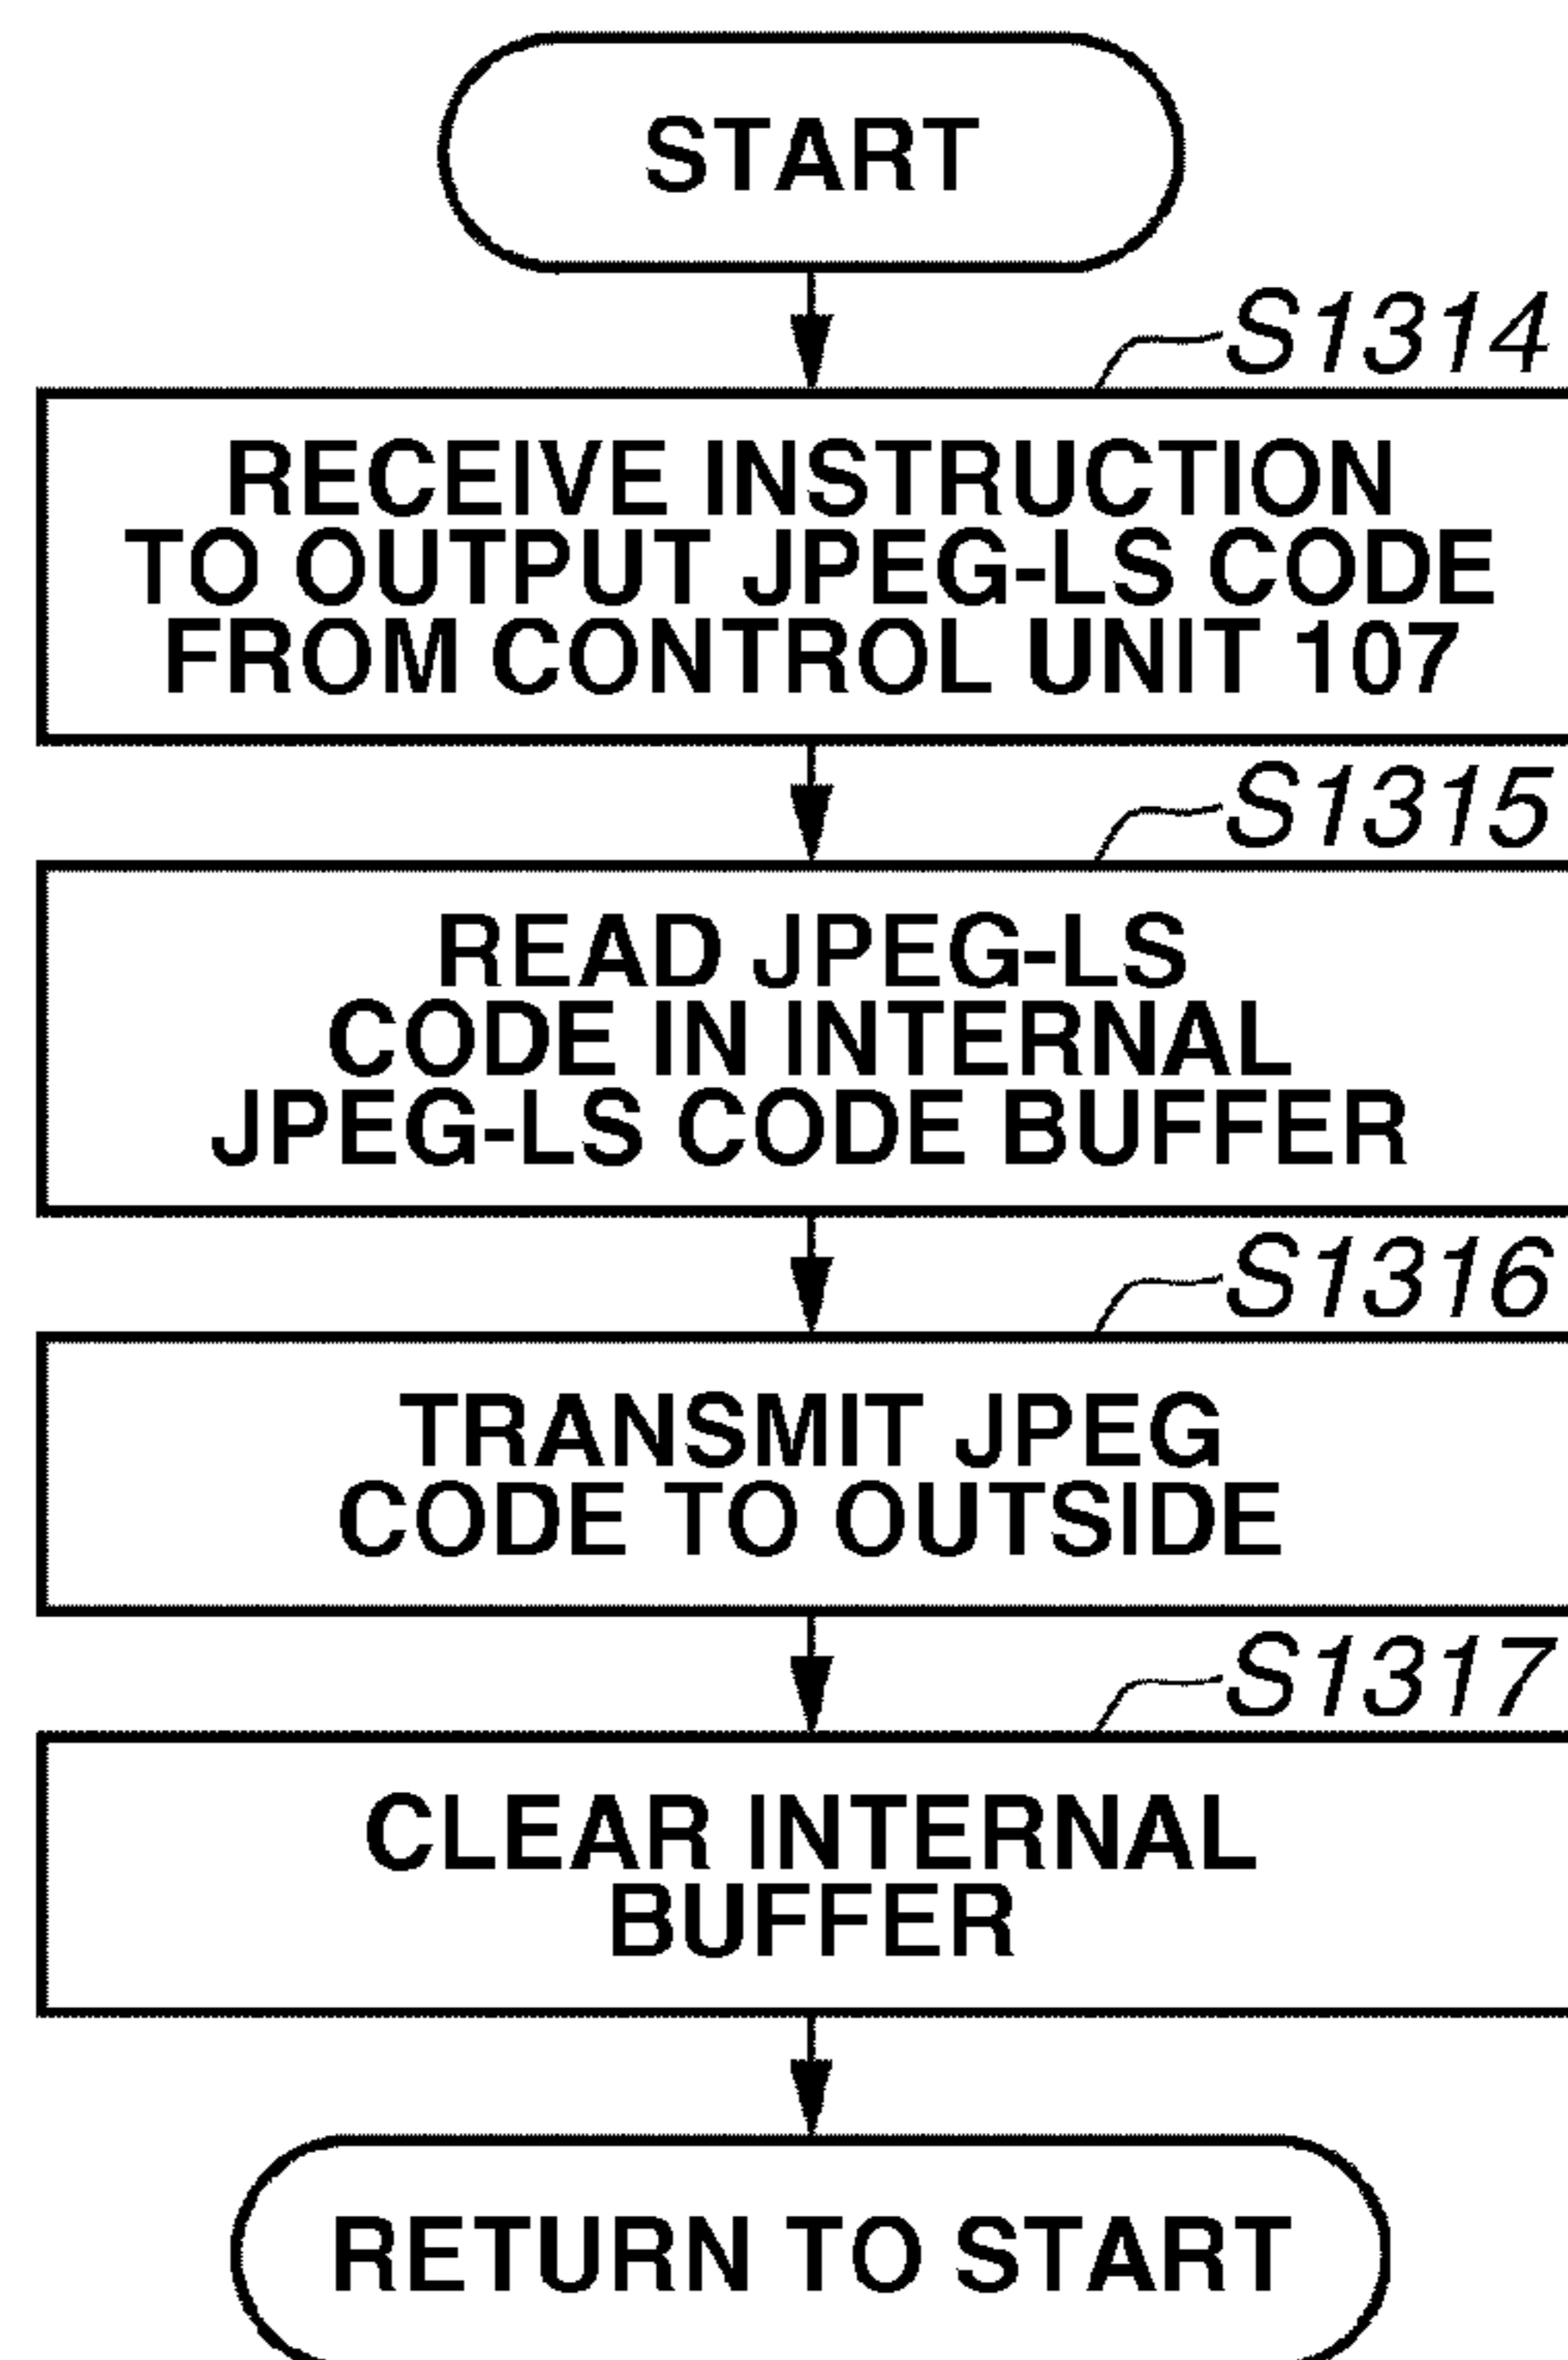 START
S1314
RECEIVE INSTRUCTION
TO OUTPUT JPEG-LS CODE
FROM CONTROL UNIT 107
S1315
READ JPEG-LS
CODE IN INTERNAL
JPEG-LS CODE BUFFER
S1316
TRANSMIT JPEG
CODE TO OUTSIDE
S1317
CLEAR INTERNAL
BUFFER
RETURN TO START